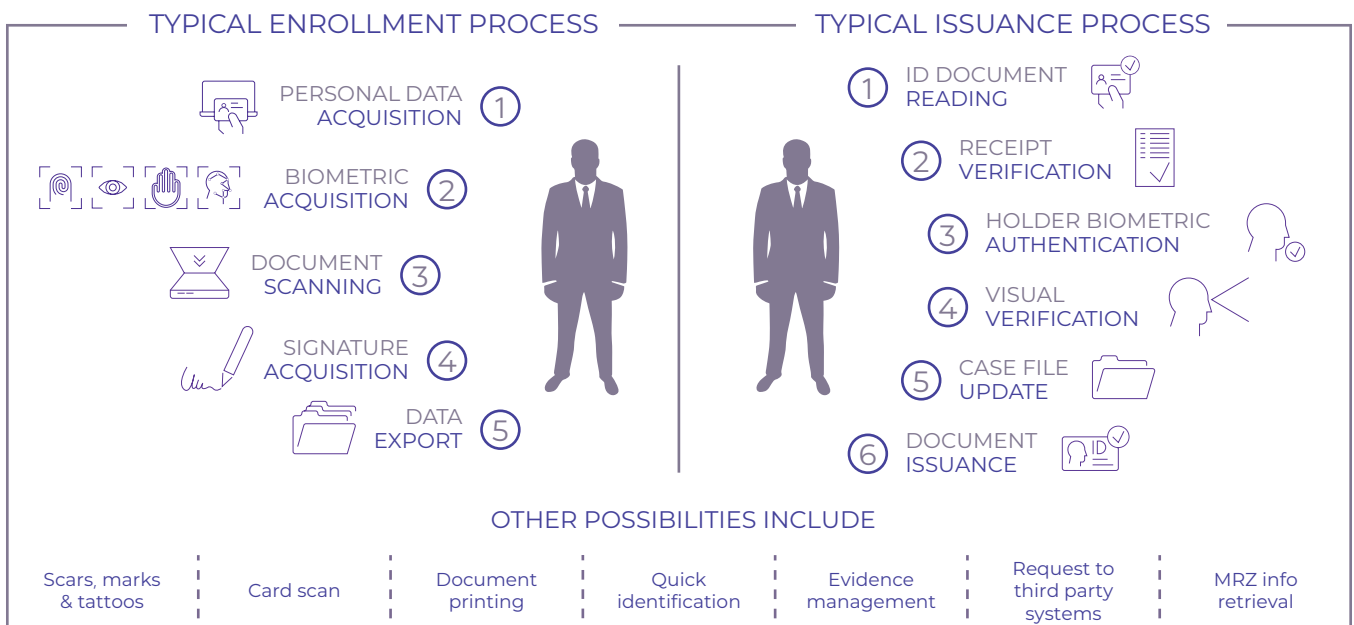 TYPICAL ENROLLMENT PROCESS
PERSONAL DATA
ACQUISITION
1
BIOMETRIC
ACQUISITION
2
DOCUMENT
SCANNING
3
SIGNATURE
ACQUISITION
4
DATA
EXPORT
5
TYPICAL ISSUANCE PROCESS
1
ID DOCUMENT
READING
2
RECEIPT
VERIFICATION
3
HOLDER BIOMETRIC
AUTHENTICATION
4
VISUAL
VERIFICATION
5
CASE FILE
UPDATE
6
DOCUMENT
ISSUANCE
ID
OTHER POSSIBILITIES INCLUDE
Scars, marks
& tattoos
Card scan
Document
printing
Quick
identification
Evidence
management
Request to
third party
systems
MRZ info
retrieval